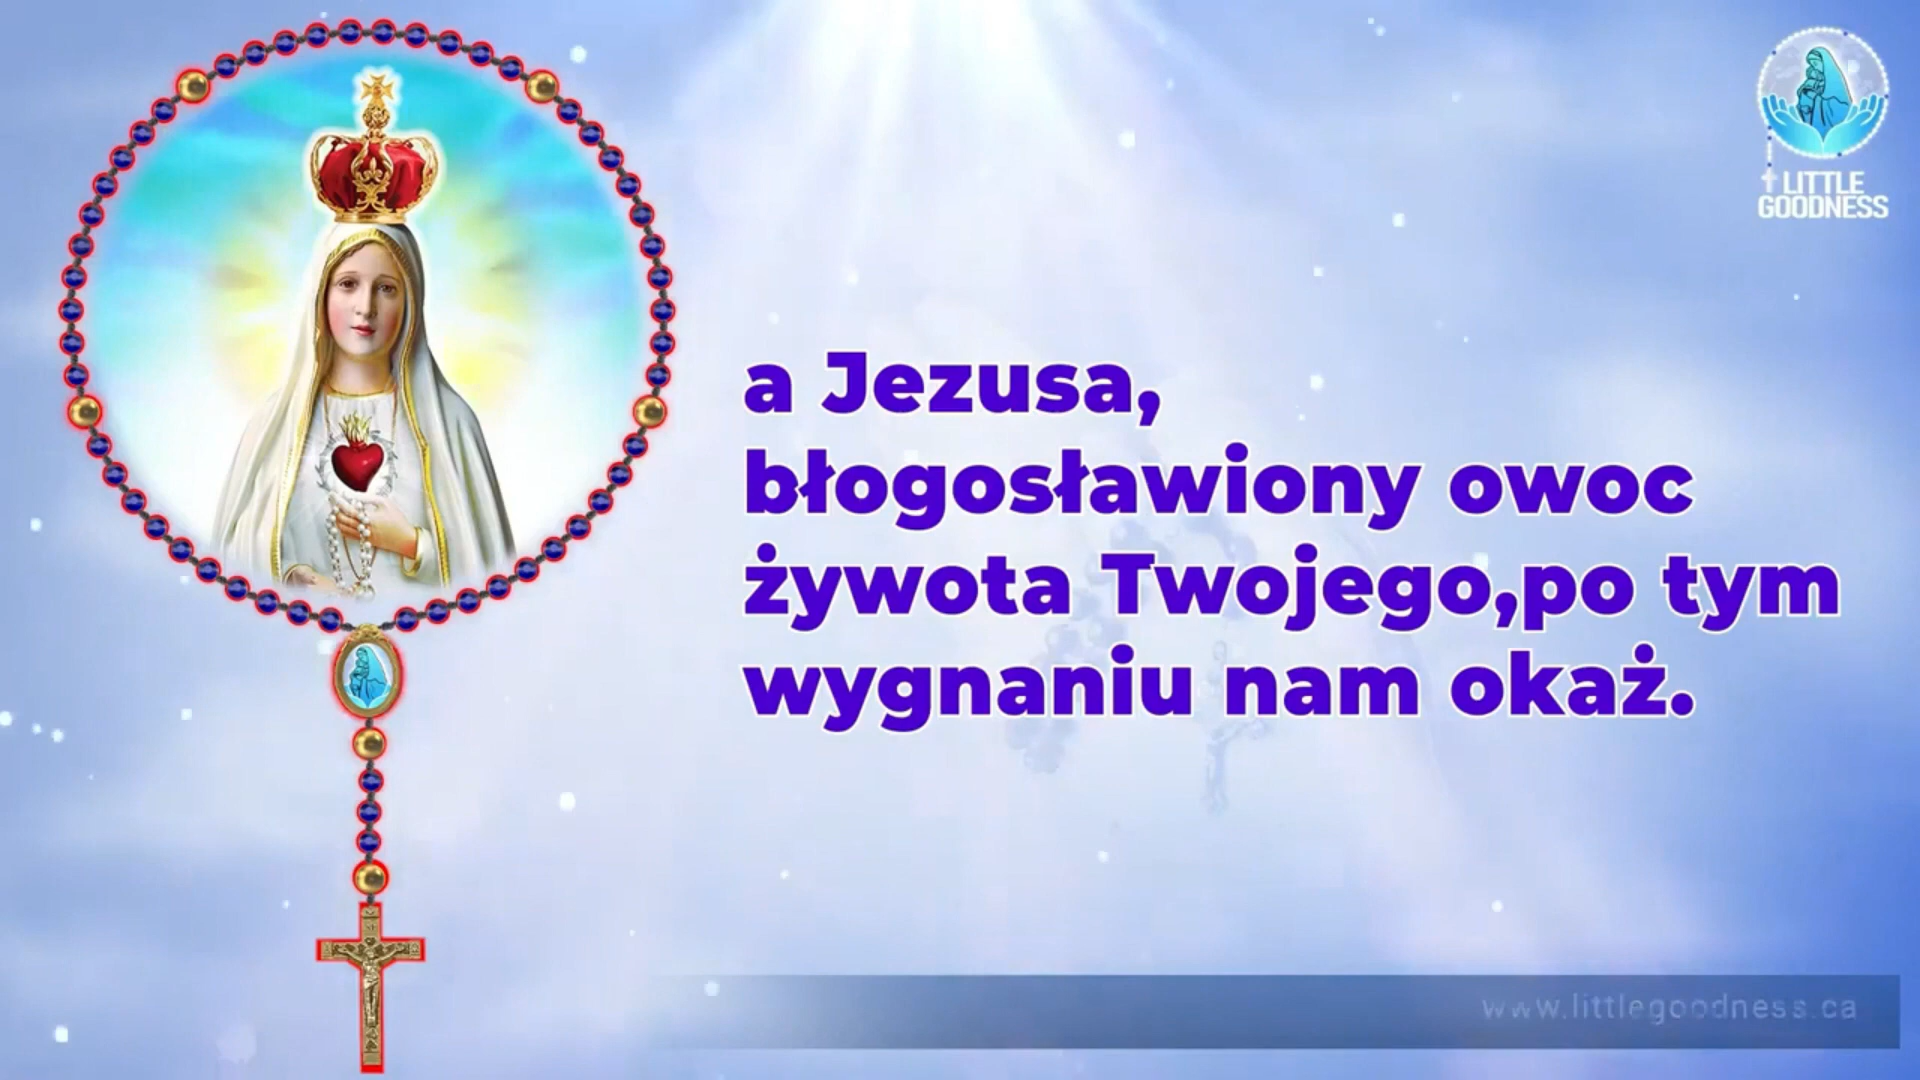 LITTLE
GOODNESS
a Jezusa,
błogosławiony owoc
żywota Twojego,po tym
wygnaniu nam okaż.
www.littlegoodness.ca